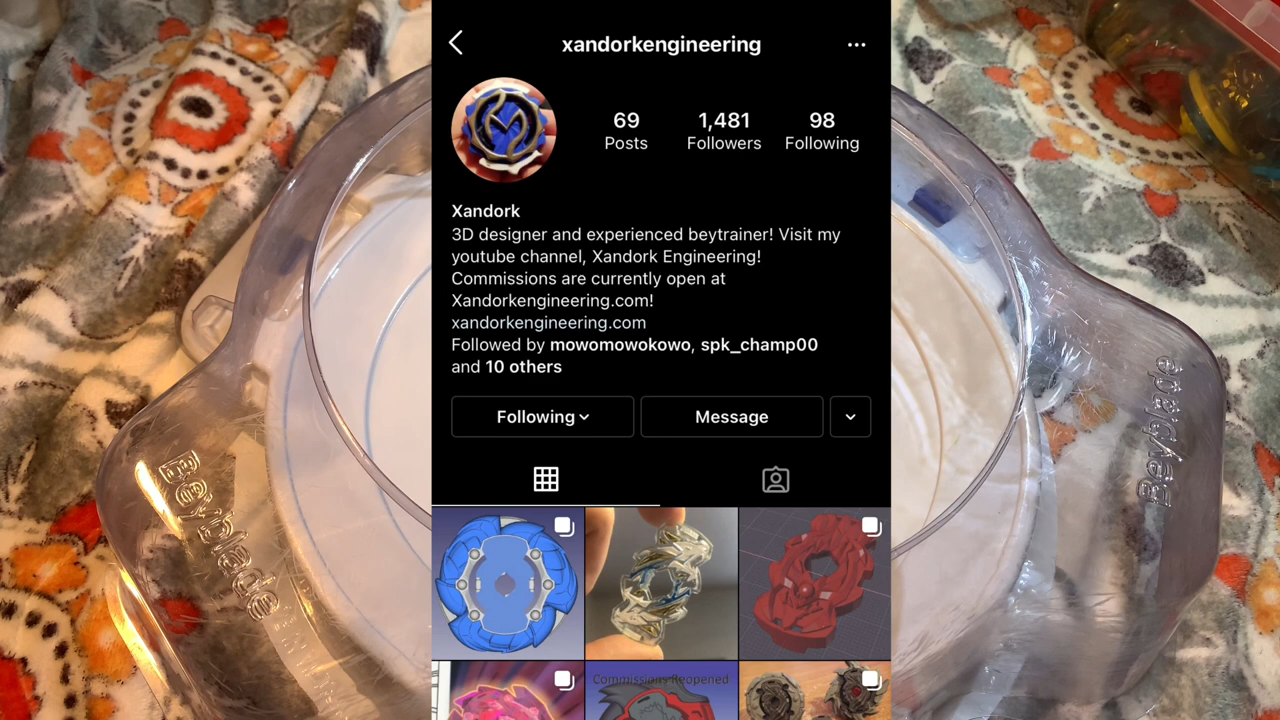 xandorkengineering
69
Posts
1,481
Followers
98
Following
Xandork
3D designer and experienced beytrainer! Visit my
youtube channel, Xandork Engineering!
Commissions are currently open at
Xandorkengineering.com!
xandorkengineering.com
Followed by mowomowokowo, spk_champ00
and 10 others
Following
Message
Beyblade
Beyblade
Commissions Reopened